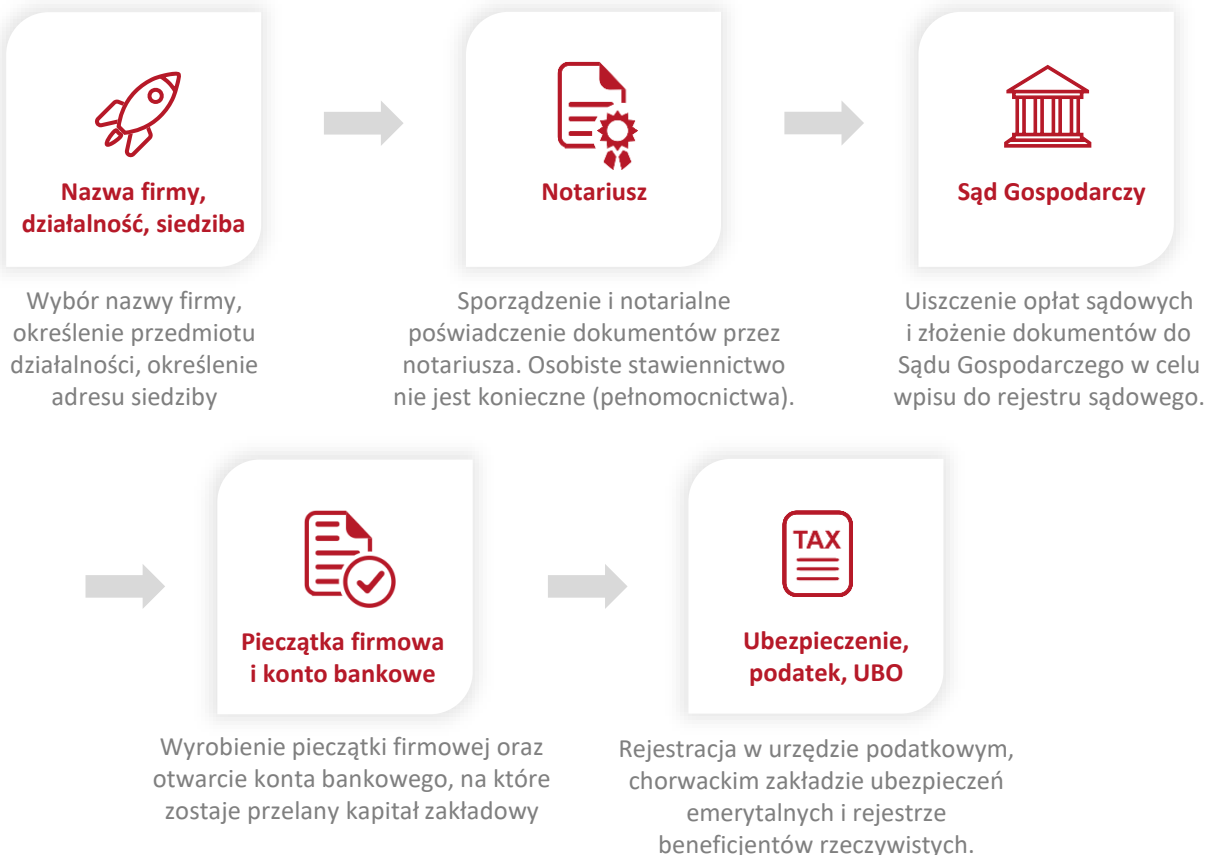 Nazwa firmy,
działalność, siedziba
Wybór nazwy firmy,
określenie przedmiotu
działalności, określenie
adresu siedziby
Notariusz
Sporządzenie i notarialne
poświadczenie dokumentów przez
notariusza. Osobiste stawiennictwo
nie jest konieczne (pełnomocnictwa).
Sąd Gospodarczy
Uiszczenie opłat sądowych
i złożenie dokumentów do
Sądu Gospodarczego w celu
wpisu do rejestru sądowego.
Pieczątka firmowa
i konto bankowe
Wyrobienie pieczątki firmowej oraz
otwarcie konta bankowego, na które
zostaje przelany kapitał zakładowy
TAX
Ubezpieczenie,
podatek, UBO
Rejestracja w urzędzie podatkowym,
chorwackim zakładzie ubezpieczeń
emerytalnych i rejestrze
beneficjentów rzeczywistych.